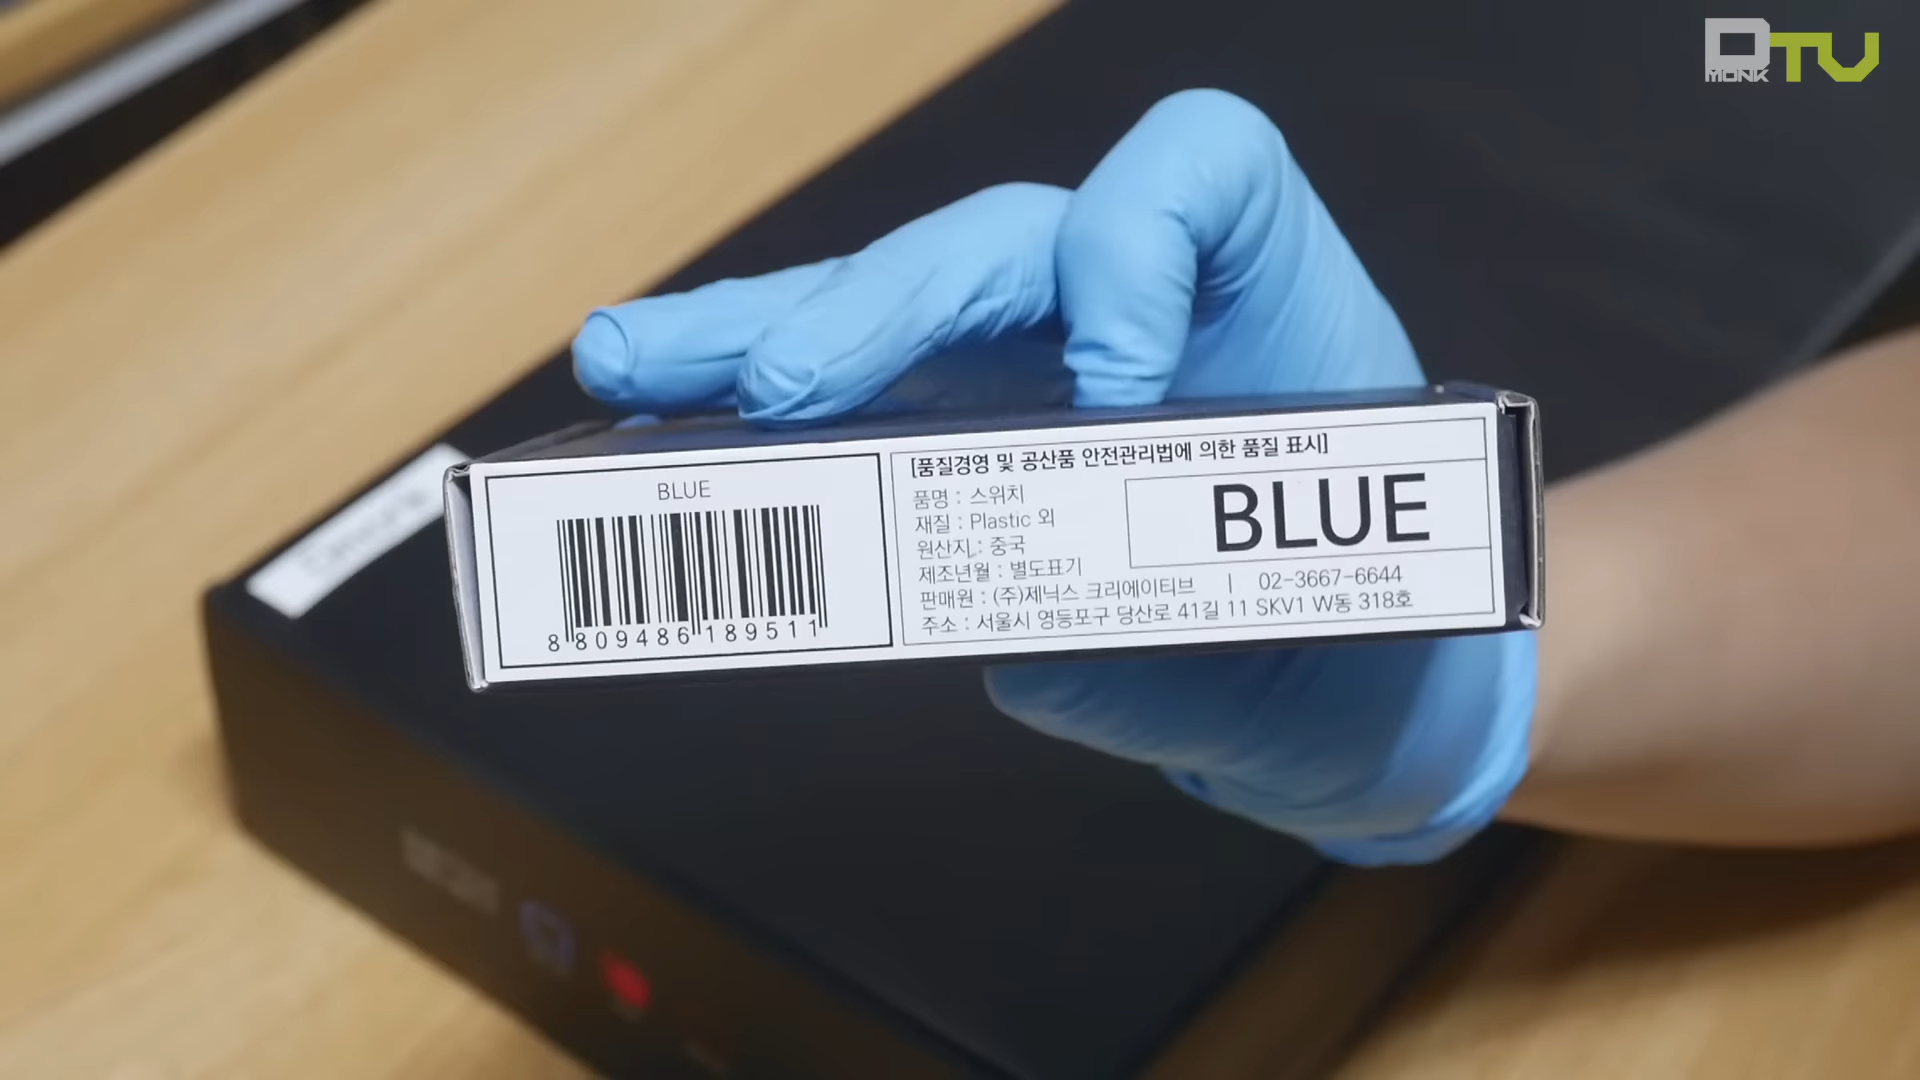 D TV
MONK
BLUE
8 809486 189511
[품질경영 및 공산품 안전관리법에 의한 품질 표시]
품명 : 스위치
재질 : Plastic 외
원산지 : 중국
제조년월 : 별도표기
BLUE
판매원 : (주)제닉스 크리에이티브 | 02-3667-6644
주소 : 서울시 영등포구 당산로 41길 11 SKV1 W동 318호